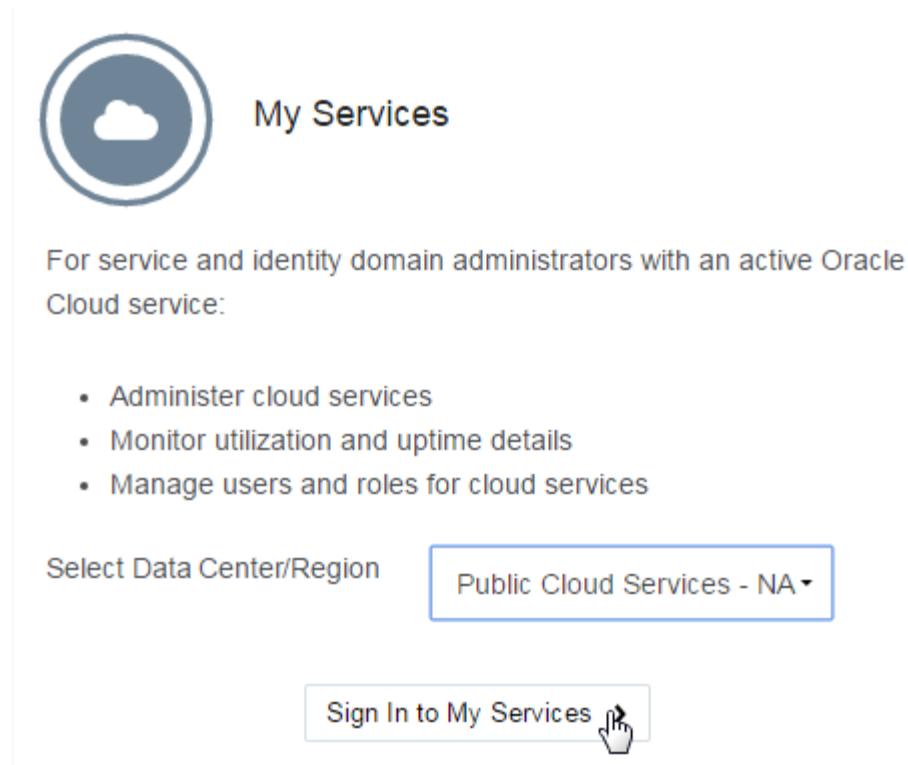 My Services
For service and identity domain administrators with an active Oracle
Cloud service:
• Administer cloud services
• Monitor utilization and uptime details
• Manage users and roles for cloud services
Select Data Center/Region
Public Cloud Services - NA
Sign In to My Services